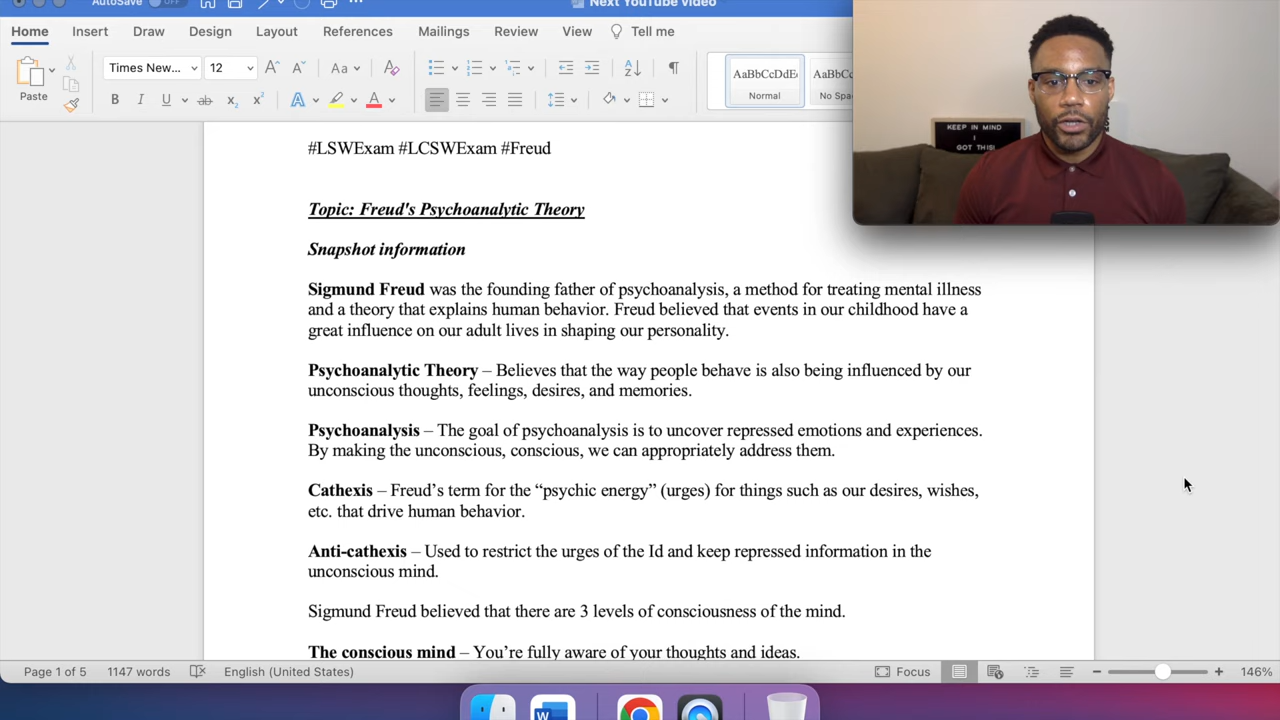 AutoSave
OFF
Next YouTube video
Home Insert Draw Design Layout References Mailings Review View Tell me
Paste
Times New... 12
Aa
B I U ab x₂ x²
A A
AaBbCcDdEe
Normal
AaBbCc
No Spa
KEEP IN MIND
I
GOT THIS!
#LSWExam #LCSWExam #Freud
Topic: Freud's Psychoanalytic Theory
Snapshot information
Sigmund Freud was the founding father of psychoanalysis, a method for treating mental illness
and a theory that explains human behavior. Freud believed that events in our childhood have a
great influence on our adult lives in shaping our personality.
Psychoanalytic Theory – Believes that the way people behave is also being influenced by our
unconscious thoughts, feelings, desires, and memories.
Psychoanalysis – The goal of psychoanalysis is to uncover repressed emotions and experiences.
By making the unconscious, conscious, we can appropriately address them.
Cathexis – Freud’s term for the “psychic energy” (urges) for things such as our desires, wishes,
etc. that drive human behavior.
Anti-cathexis – Used to restrict the urges of the Id and keep repressed information in the
unconscious mind.
Sigmund Freud believed that there are 3 levels of consciousness of the mind.
The conscious mind – You’re fully aware of your thoughts and ideas.
Page 1 of 5 1147 words English (United States) Focus 146%
W